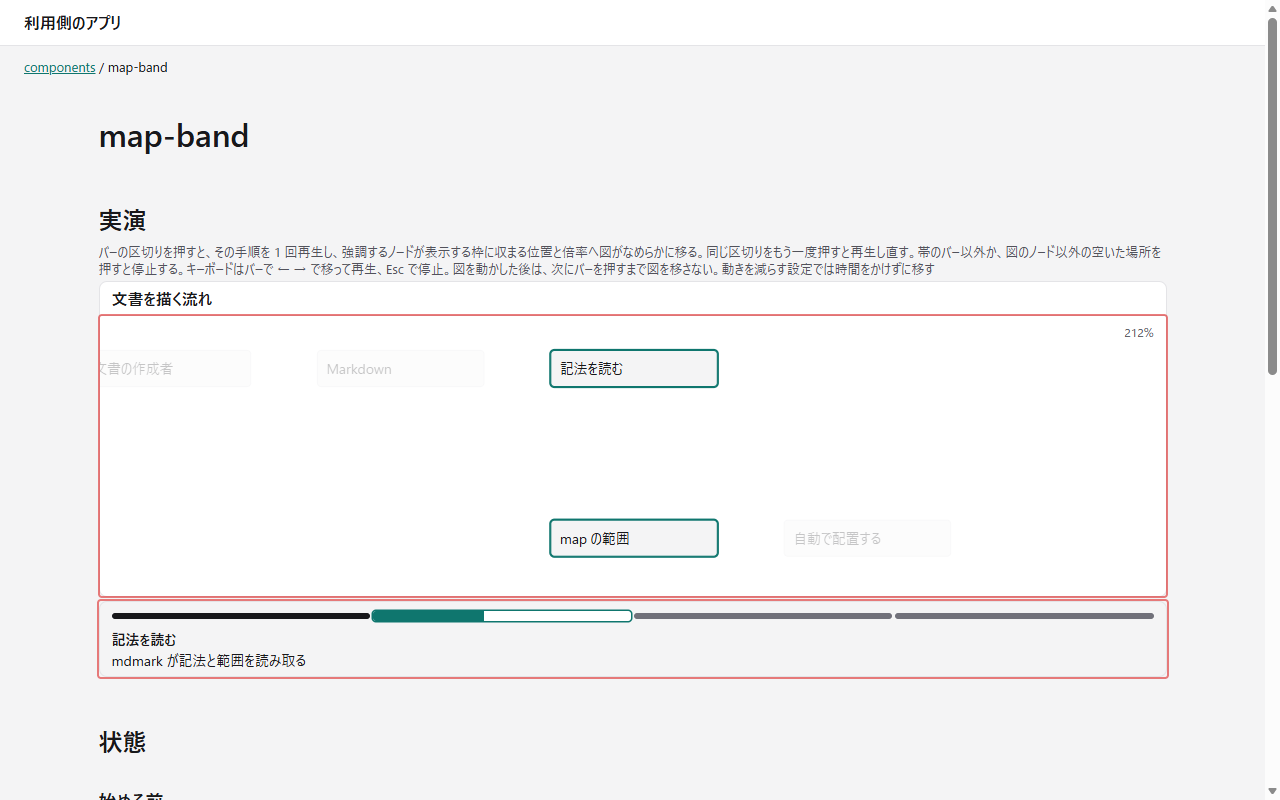 利用側のアプリ
components / map-band
map-band
実演
バーの区切りを押すと、その手順を 1 回再生し、強調するノードが表示する枠に収まる位置と倍率へ図がなめらかに移る。同じ区切りをもう一度押すと再生し直す。帯のバー以外か、図のノード以外の空いた場所を
押すと停止する。キーボードはバーで ← → で移って再生、Esc で停止。図を動かした後は、次にバーを押すまで図を移さない。動きを減らす設定では時間をかけずに移す
文書を描く流れ
212%
文書の作成者
Markdown
記法を読む
map の範囲
自動で配置する
記法を読む
mdmark が記法と範囲を読み取る
状態
始める前